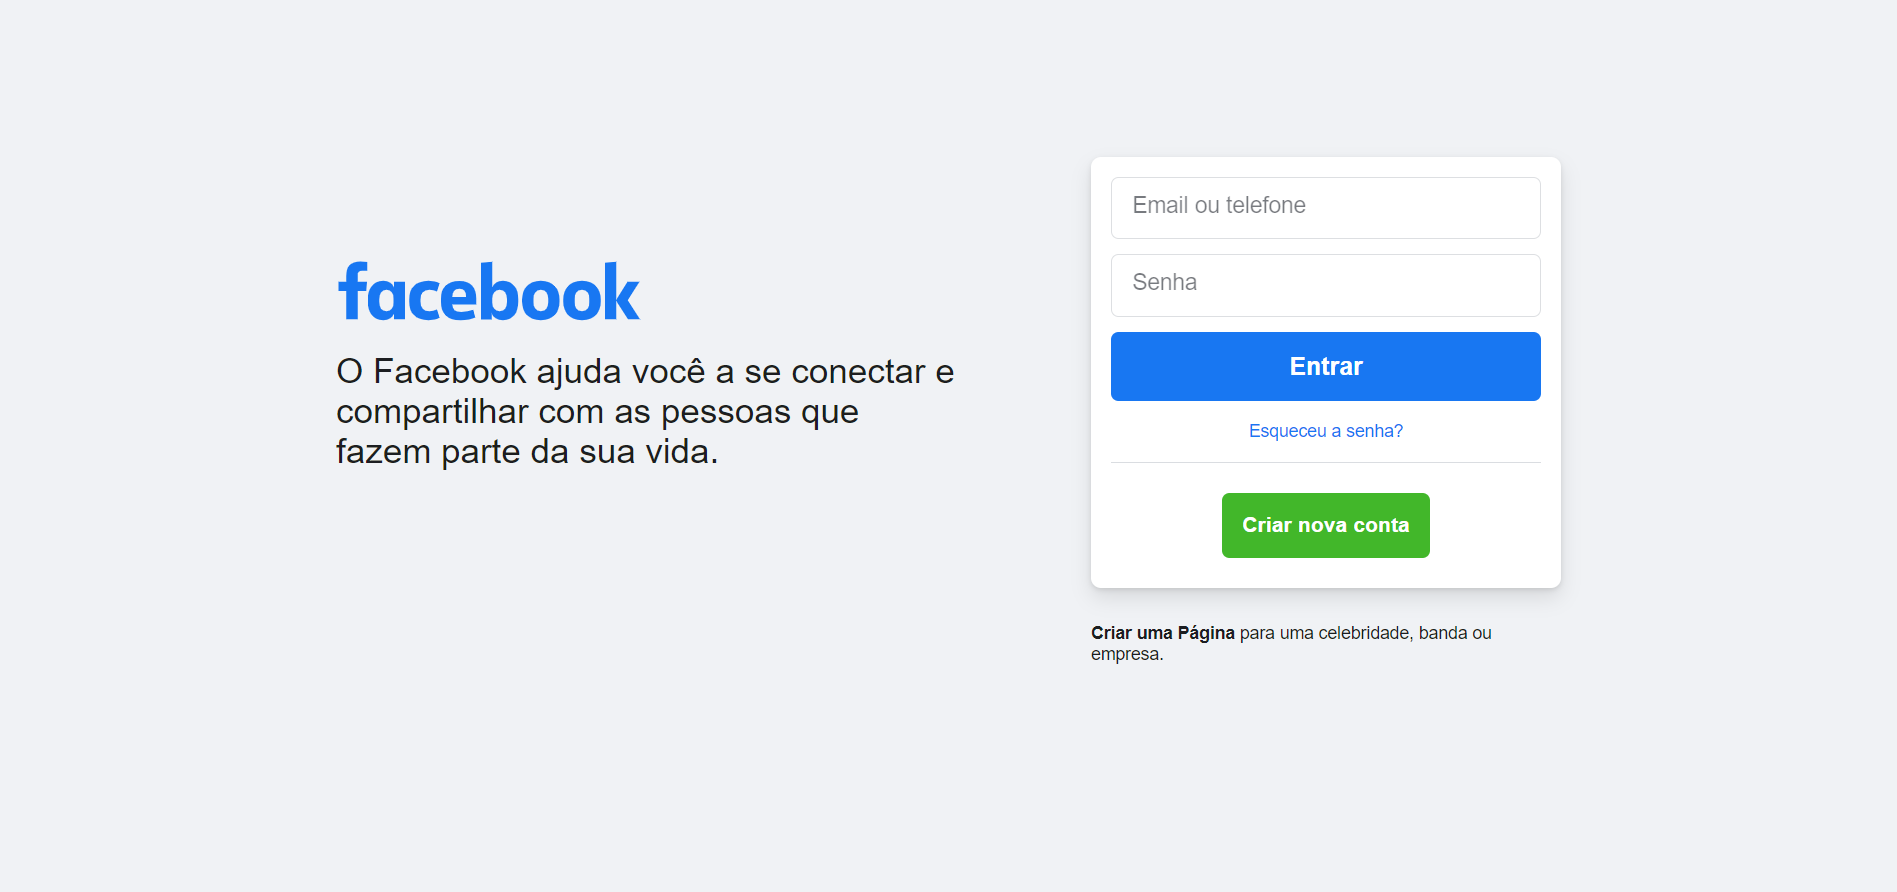 facebook
O Facebook ajuda você a se conectar e
compartilhar com as pessoas que
fazem parte da sua vida.
Email ou telefone
Senha
Entrar
Esqueceu a senha?
Criar nova conta
Criar uma Página para uma celebridade, banda ou
empresa.